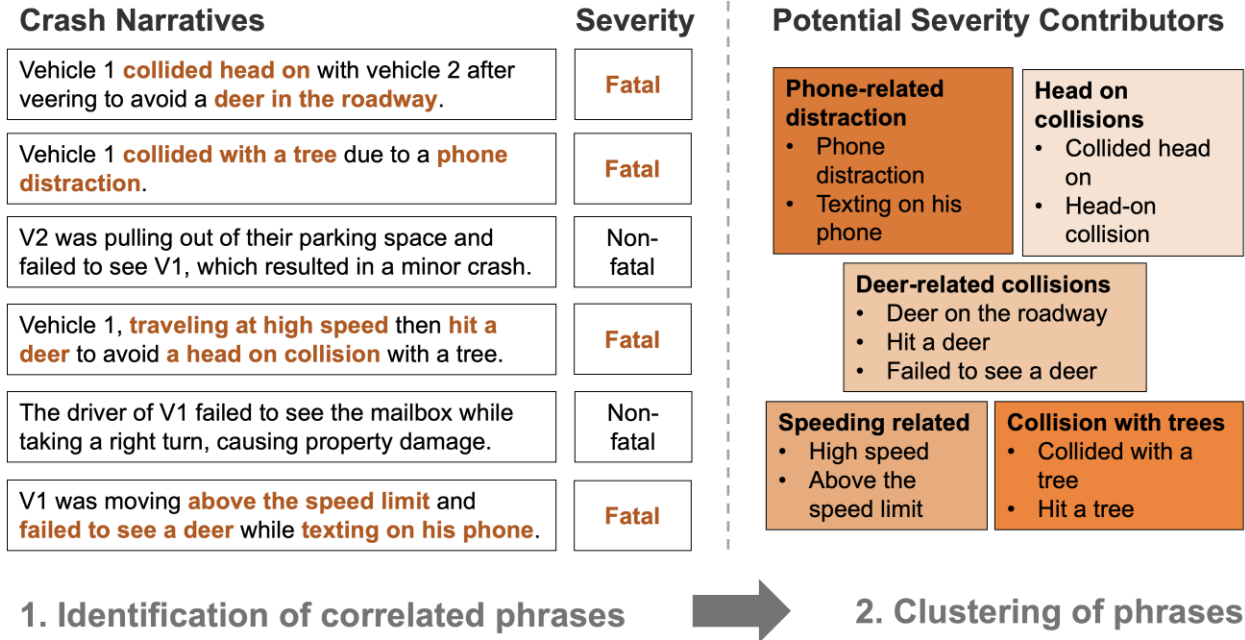 Crash Narratives
Severity
Vehicle 1 collided head on with vehicle 2 after
veering to avoid a deer in the roadway.
Fatal
Vehicle 1 collided with a tree due to a phone
distraction.
Fatal
V2 was pulling out of their parking space and
failed to see V1, which resulted in a minor crash.
Non-
fatal
Vehicle 1, traveling at high speed then hit a
deer to avoid a head on collision with a tree.
Fatal
The driver of V1 failed to see the mailbox while
taking a right turn, causing property damage.
Non-
fatal
V1 was moving above the speed limit and
failed to see a deer while texting on his phone.
Fatal
1. Identification of correlated phrases
Potential Severity Contributors
Phone-related
distraction
• Phone
distraction
• Texting on his
phone
Head on
collisions
• Collided head
on
• Head-on
collision
Deer-related collisions
• Deer on the roadway
• Hit a deer
• Failed to see a deer
Speeding related
• High speed
• Above the
speed limit
Collision with trees
• Collided with a
tree
• Hit a tree
2. Clustering of phrases